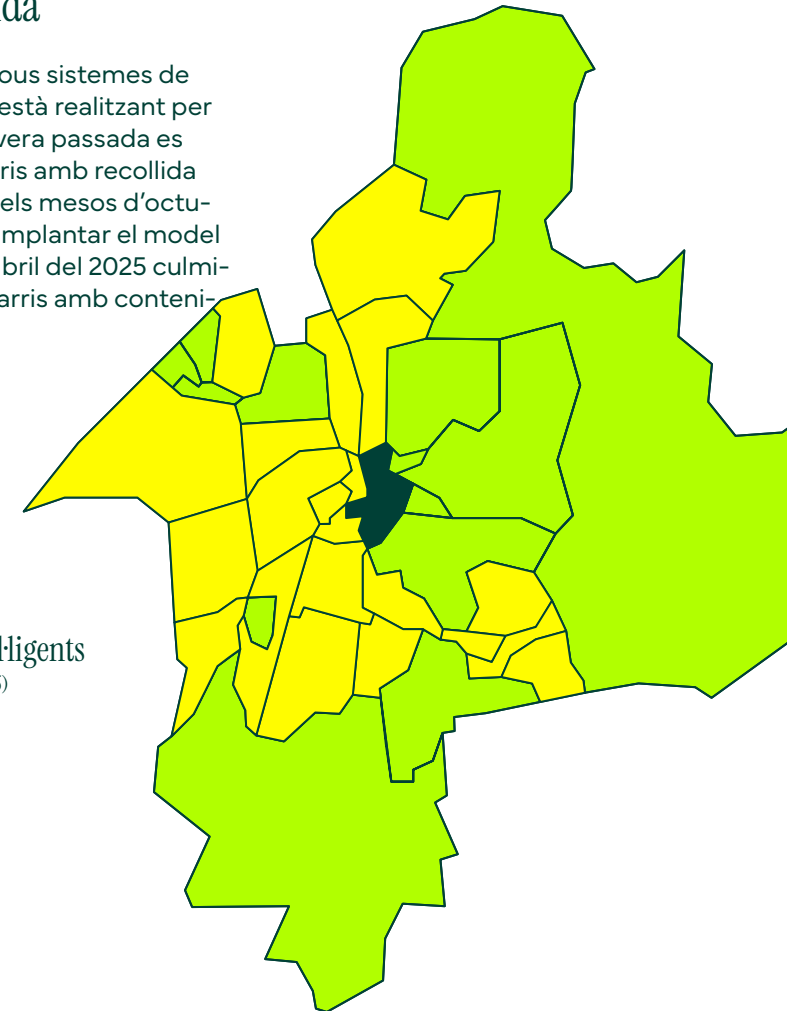 ous sistemes de
està realitzant per
vera passada es
ris amb recollida
els mesos d'octu-
mplantar el model
bril del 2025 culmi-
arris amb conteni-
l·ligents